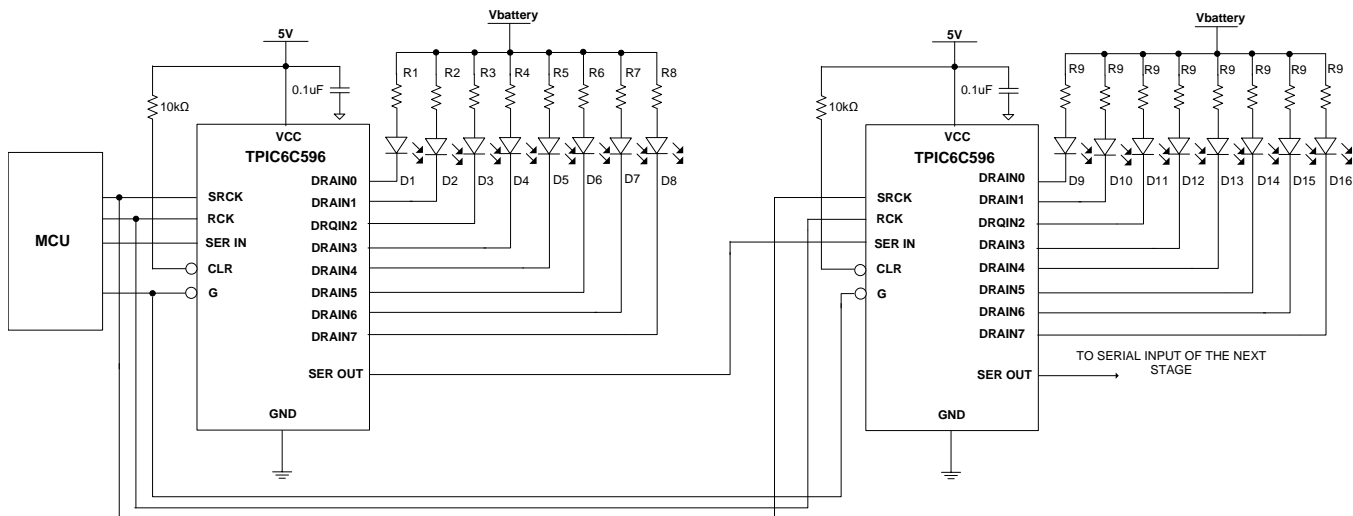 Vbattery
5V
R1 R2 R3 R4 R5 R6 R7 R8
0.1uF
10kΩ
VCC
TPIC6C596
MCU
SRCK
RCK
SER IN
CLR
G
DRAIN0
DRAIN1
DRQIN2
DRAIN3
DRAIN4
DRAIN5
DRAIN6
DRAIN7
SER OUT
GND
D1 D2 D3 D4 D5 D6 D7 D8
Vbattery
5V
R9 R9 R9 R9 R9 R9 R9 R9
0.1uF
10kΩ
VCC
TPIC6C596
SRCK
RCK
SER IN
CLR
G
DRAIN0
DRAIN1
DRQIN2
DRAIN3
DRAIN4
DRAIN5
DRAIN6
DRAIN7
SER OUT
GND
D9 D10 D11 D12 D13 D14 D15 D16
TO SERIAL INPUT OF THE NEXT
STAGE